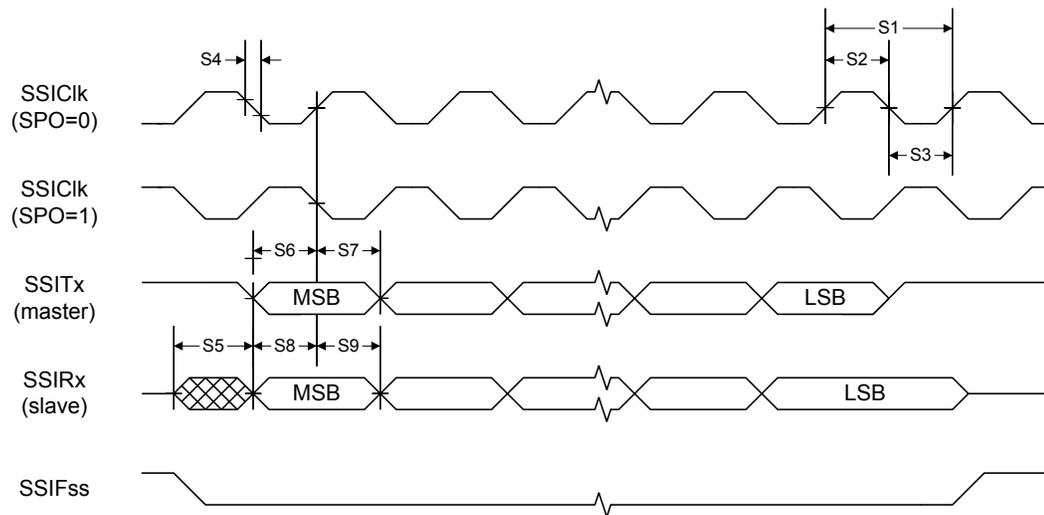 S1
S4
S2
SSIClk
(SPO=0)
S3
SSIClk
(SPO=1)
S6
S7
SSITx
(master)
MSB
LSB
S5
S8
S9
SSIRx
(slave)
MSB
LSB
SSIFss